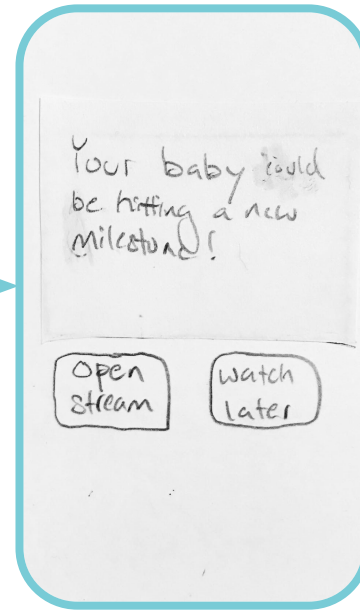 Your baby could
be hitting a new
milestone!
Open
stream
watch
later